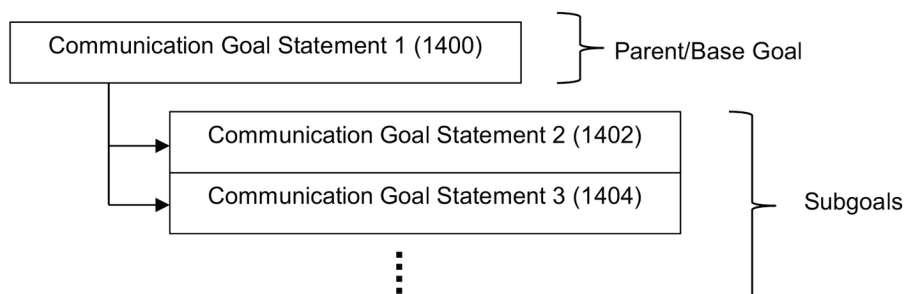 Communication Goal Statement 1 (1400)
Parent/Base Goal
Communication Goal Statement 2 (1402)
Communication Goal Statement 3 (1404)
Subgoals